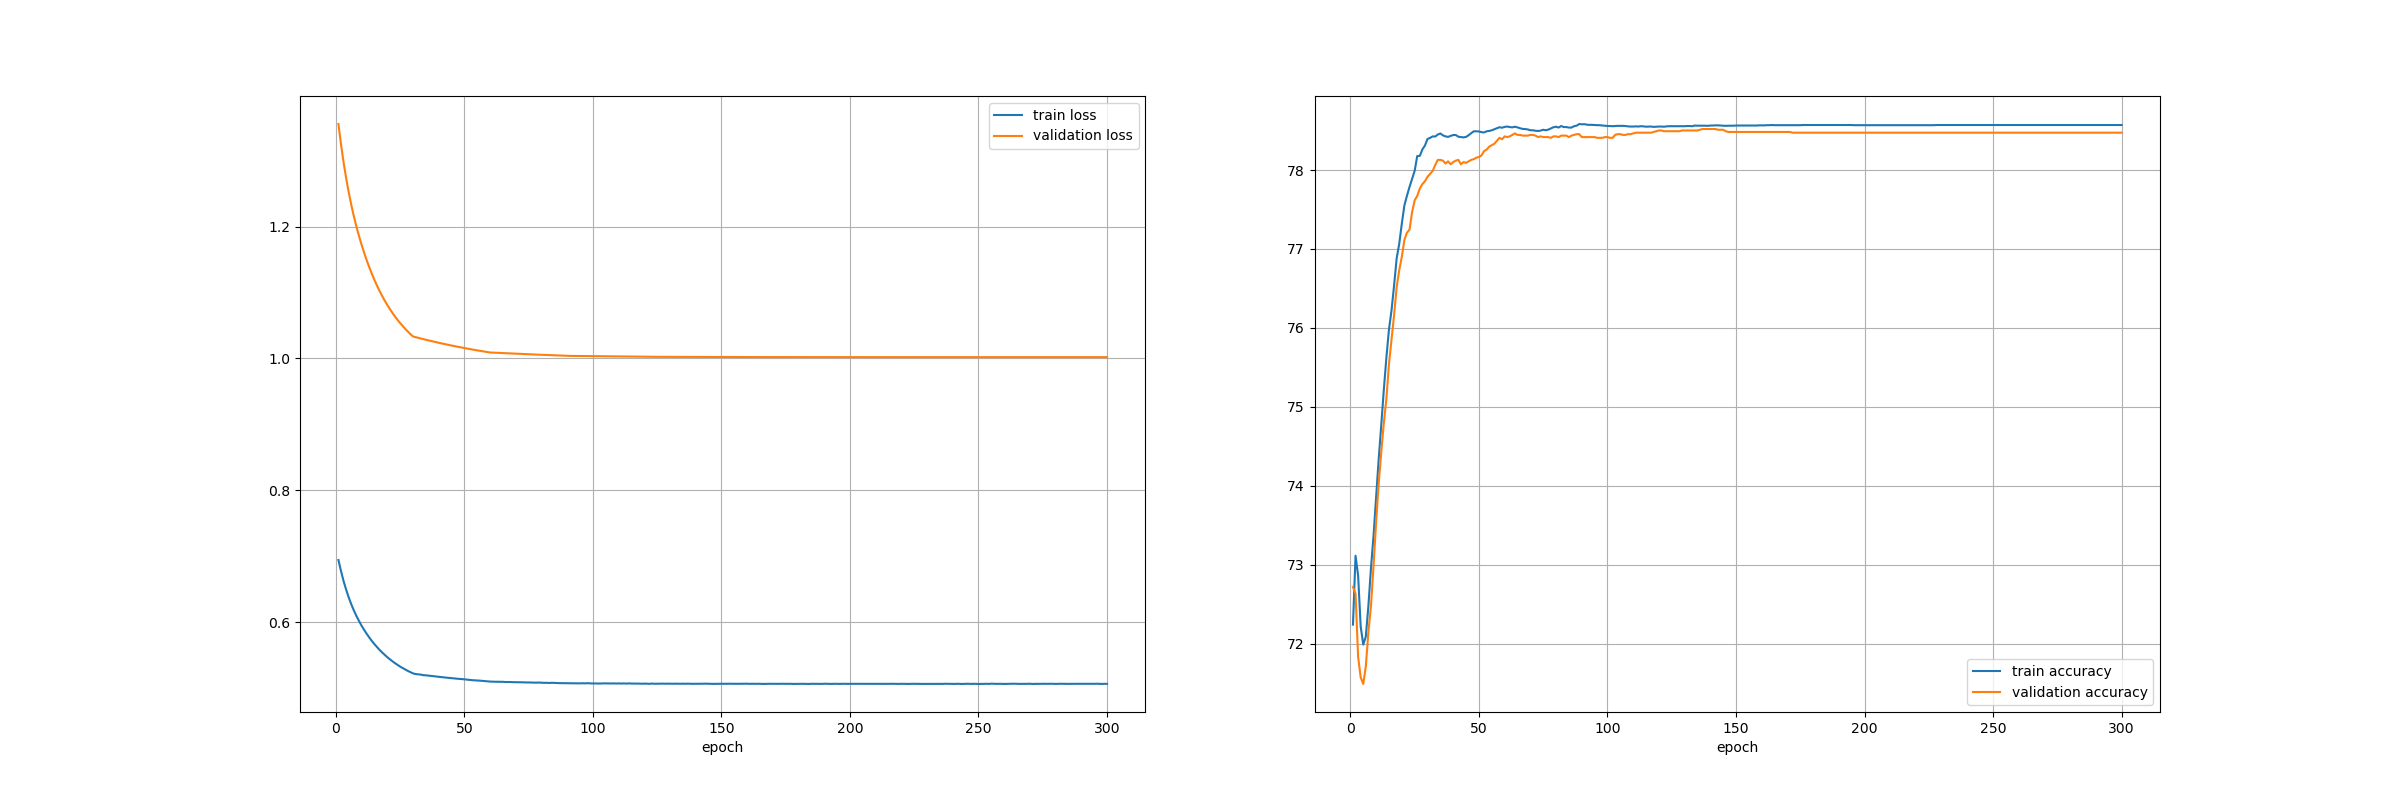 train loss
validation loss
1.2
1.0
0.8
0.6
0 50 100 150 200 250 300
epoch
78
77
76
75
74
73
72
train accuracy
validation accuracy
0 50 100 150 200 250 300
epoch